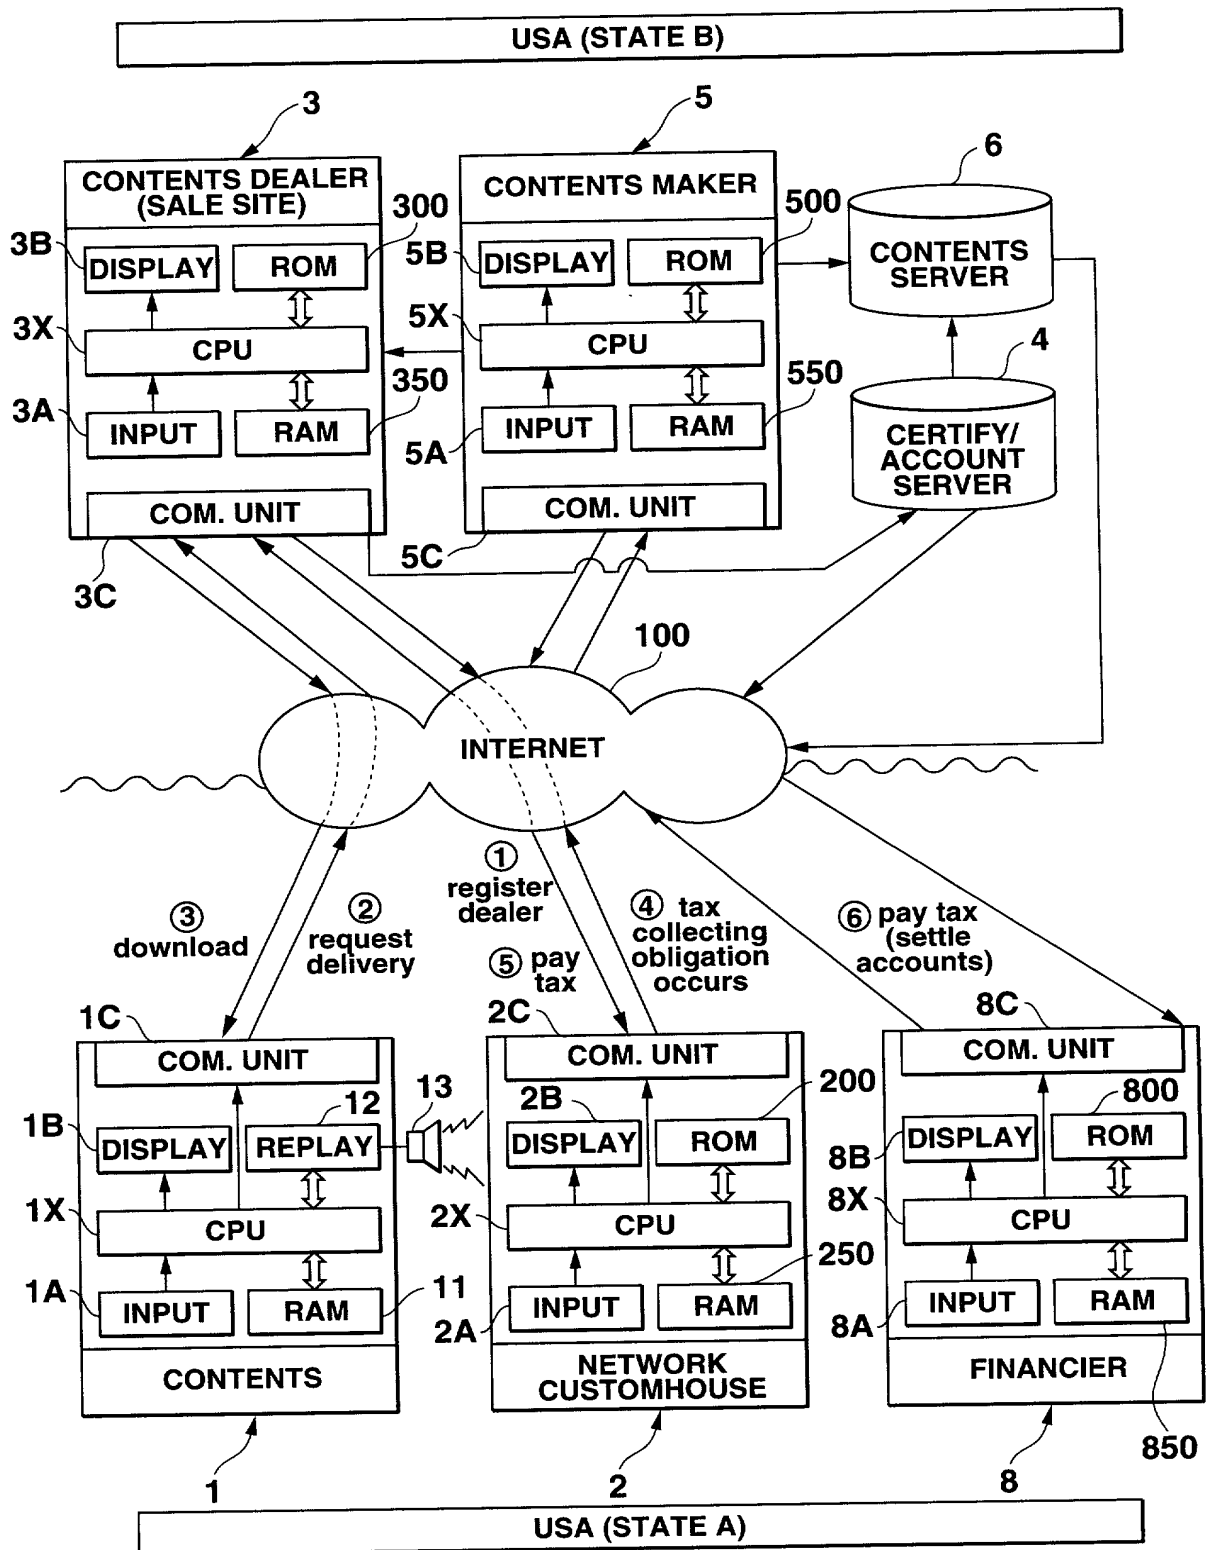 USA (STATE B)
3
5
6
CONTENTS DEALER
(SALE SITE)
300
CONTENTS MAKER
500
3B
DISPLAY
ROM
5B
DISPLAY
ROM
CONTENTS
SERVER
3X
CPU
5X
CPU
4
350
550
3A
INPUT
RAM
5A
INPUT
RAM
CERTIFY/
ACCOUNT
SERVER
COM. UNIT
COM. UNIT
3C
5C
100
INTERNET
① register
dealer
② request
delivery
③ download
④ tax
collecting
obligation
occurs
⑤ pay
tax
⑥ pay tax
(settle
accounts)
1C
2C
8C
COM. UNIT
COM. UNIT
COM. UNIT
12
13
2B
200
800
1B
DISPLAY
REPLAY
DISPLAY
ROM
8B
DISPLAY
ROM
1X
CPU
2X
CPU
8X
CPU
11
250
1A
INPUT
RAM
2A
INPUT
RAM
8A
INPUT
RAM
CONTENTS
NETWORK
CUSTOMHOUSE
FINANCIER
850
1
2
8
USA (STATE A)